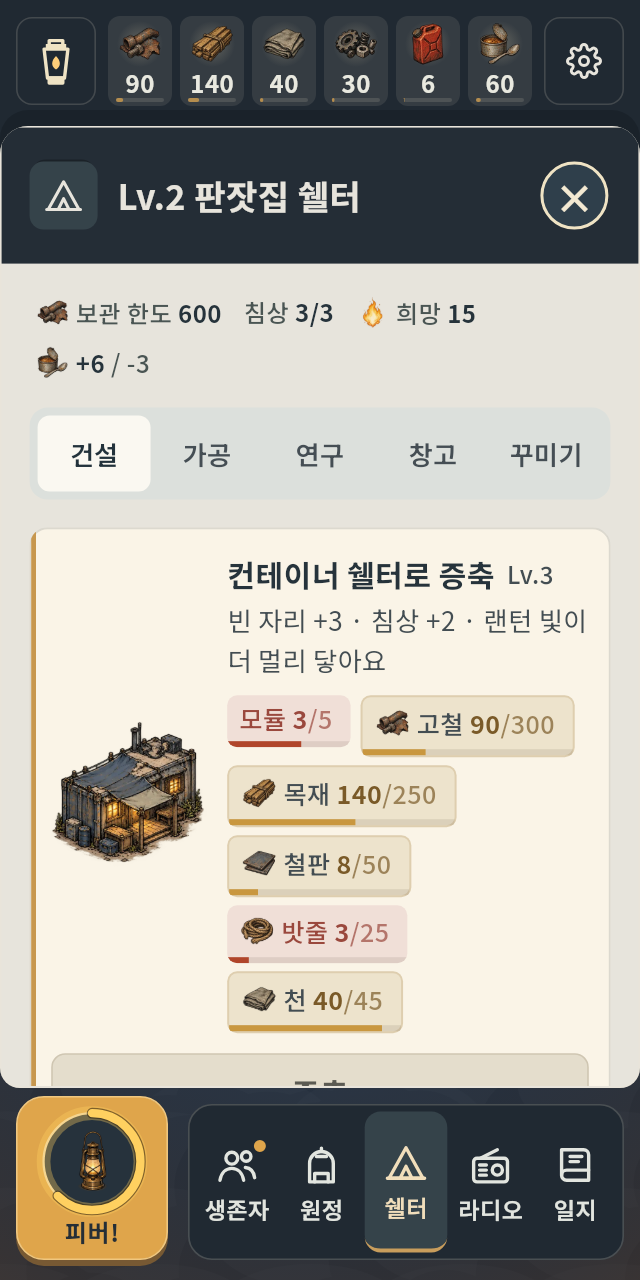 90 140 40 30 6 60
Lv.2 판잣집 쉘터
보관 한도 600 침상 3/3 희망 15
+6 / -3
건설 가공 연구 창고 꾸미기
컨테이너 쉘터로 증축 Lv.3
빈 자리 +3 · 침상 +2 · 랜턴 빛이
더 멀리 닿아요
모듈 3/5 고철 90/300
목재 140/250
철판 8/50
밧줄 3/25
천 40/45
피버!
생존자 원정 쉘터 라디오 일지